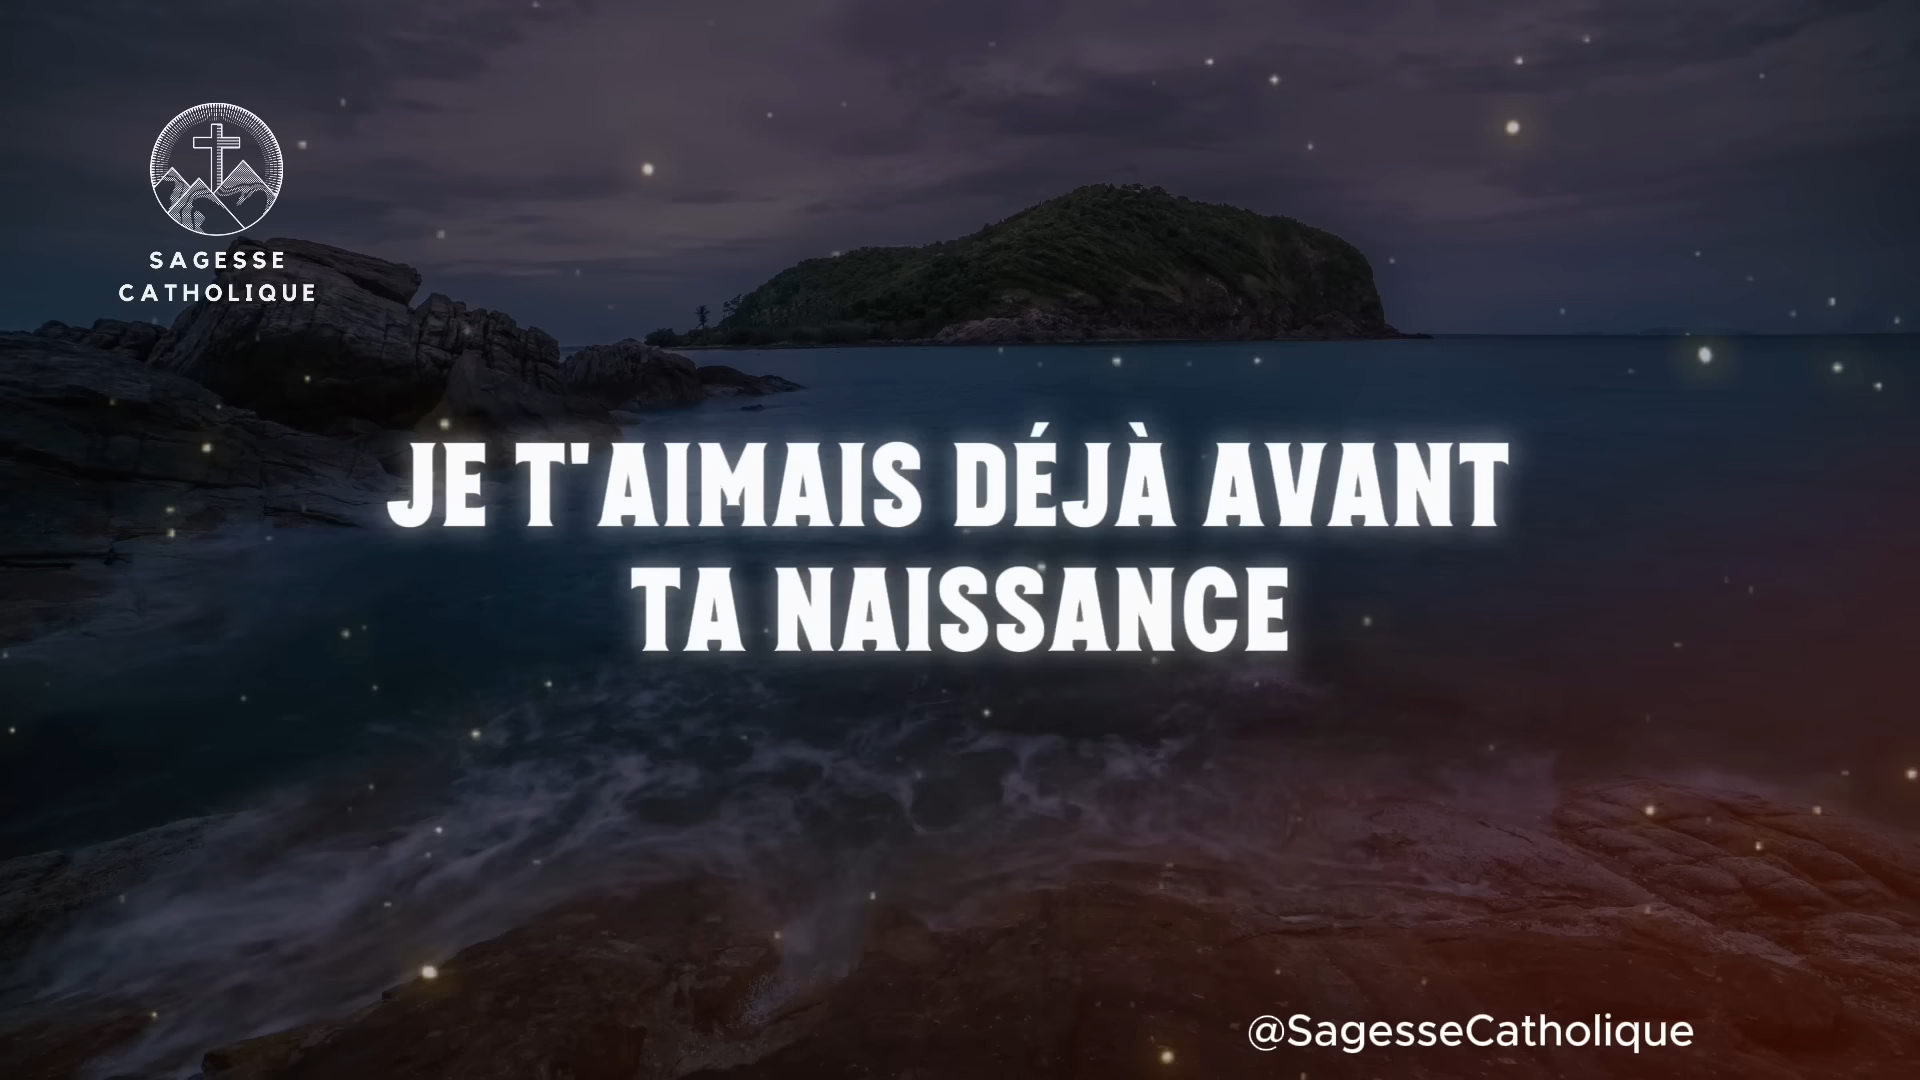 SAGESSE
CATHOLIQUE
JE T'AIMAIS DÉJÀ AVANT
TA NAISSANCE
@SagesseCatholique